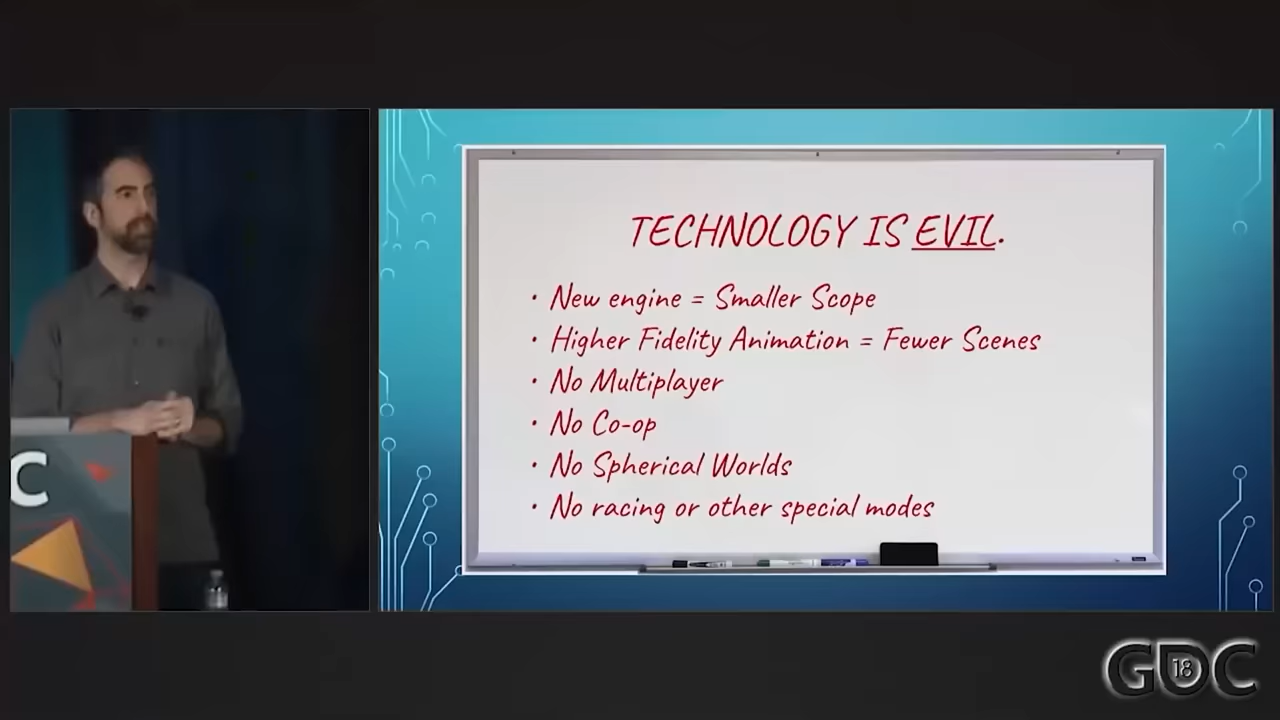 TECHNOLOGY IS EVIL.
• New engine = Smaller Scope
• Higher Fidelity Animation = Fewer Scenes
• No Multiplayer
• No Co-op
• No Spherical Worlds
• No racing or other special modes
C
GDC
18